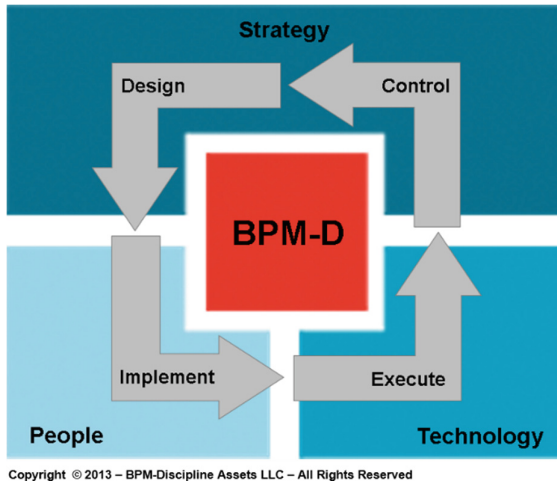 Strategy
Design
Control
BPM-D
Implement
Execute
People
Technology
Copyright © 2013 – BPM-Discipline Assets LLC – All Rights Reserved